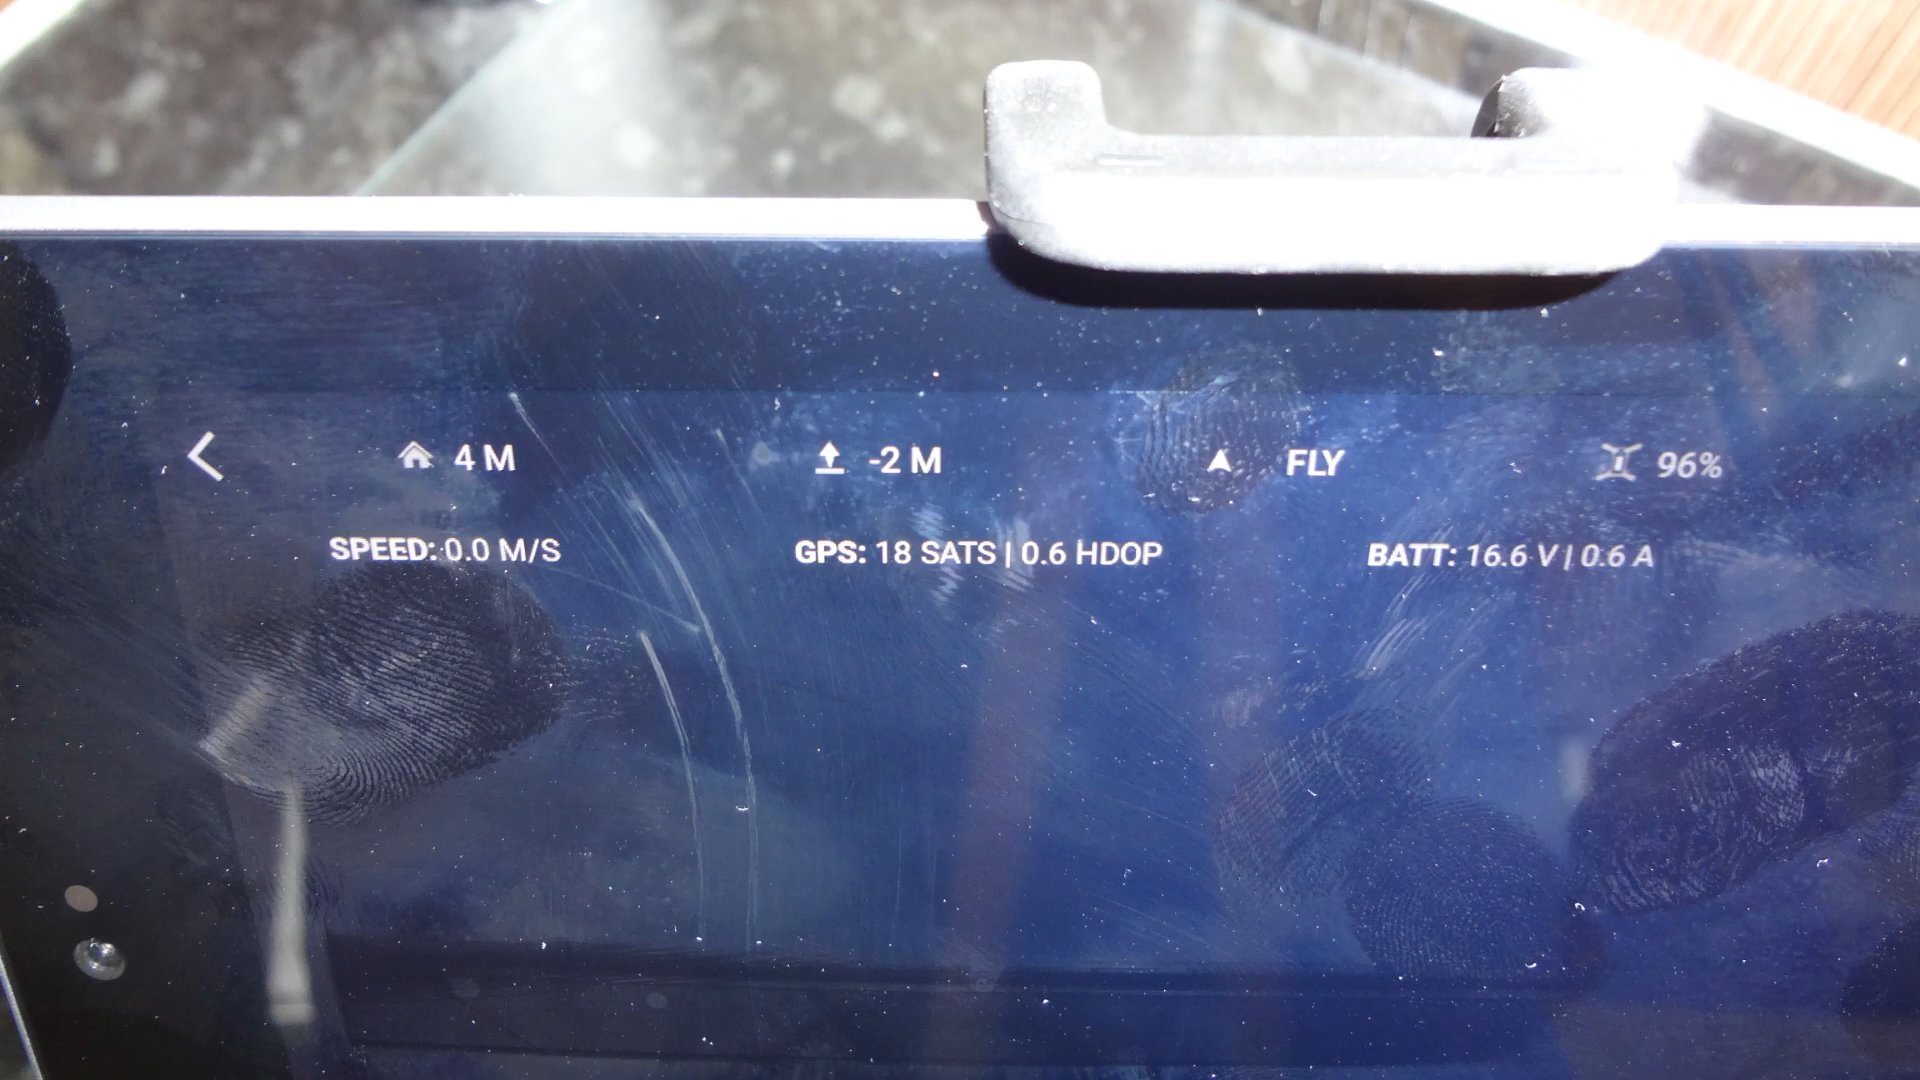 4 M -2 M FLY 96%
SPEED: 0.0 M/S GPS: 18 SATS | 0.6 HDOP BATT: 16.6 V | 0.6 A